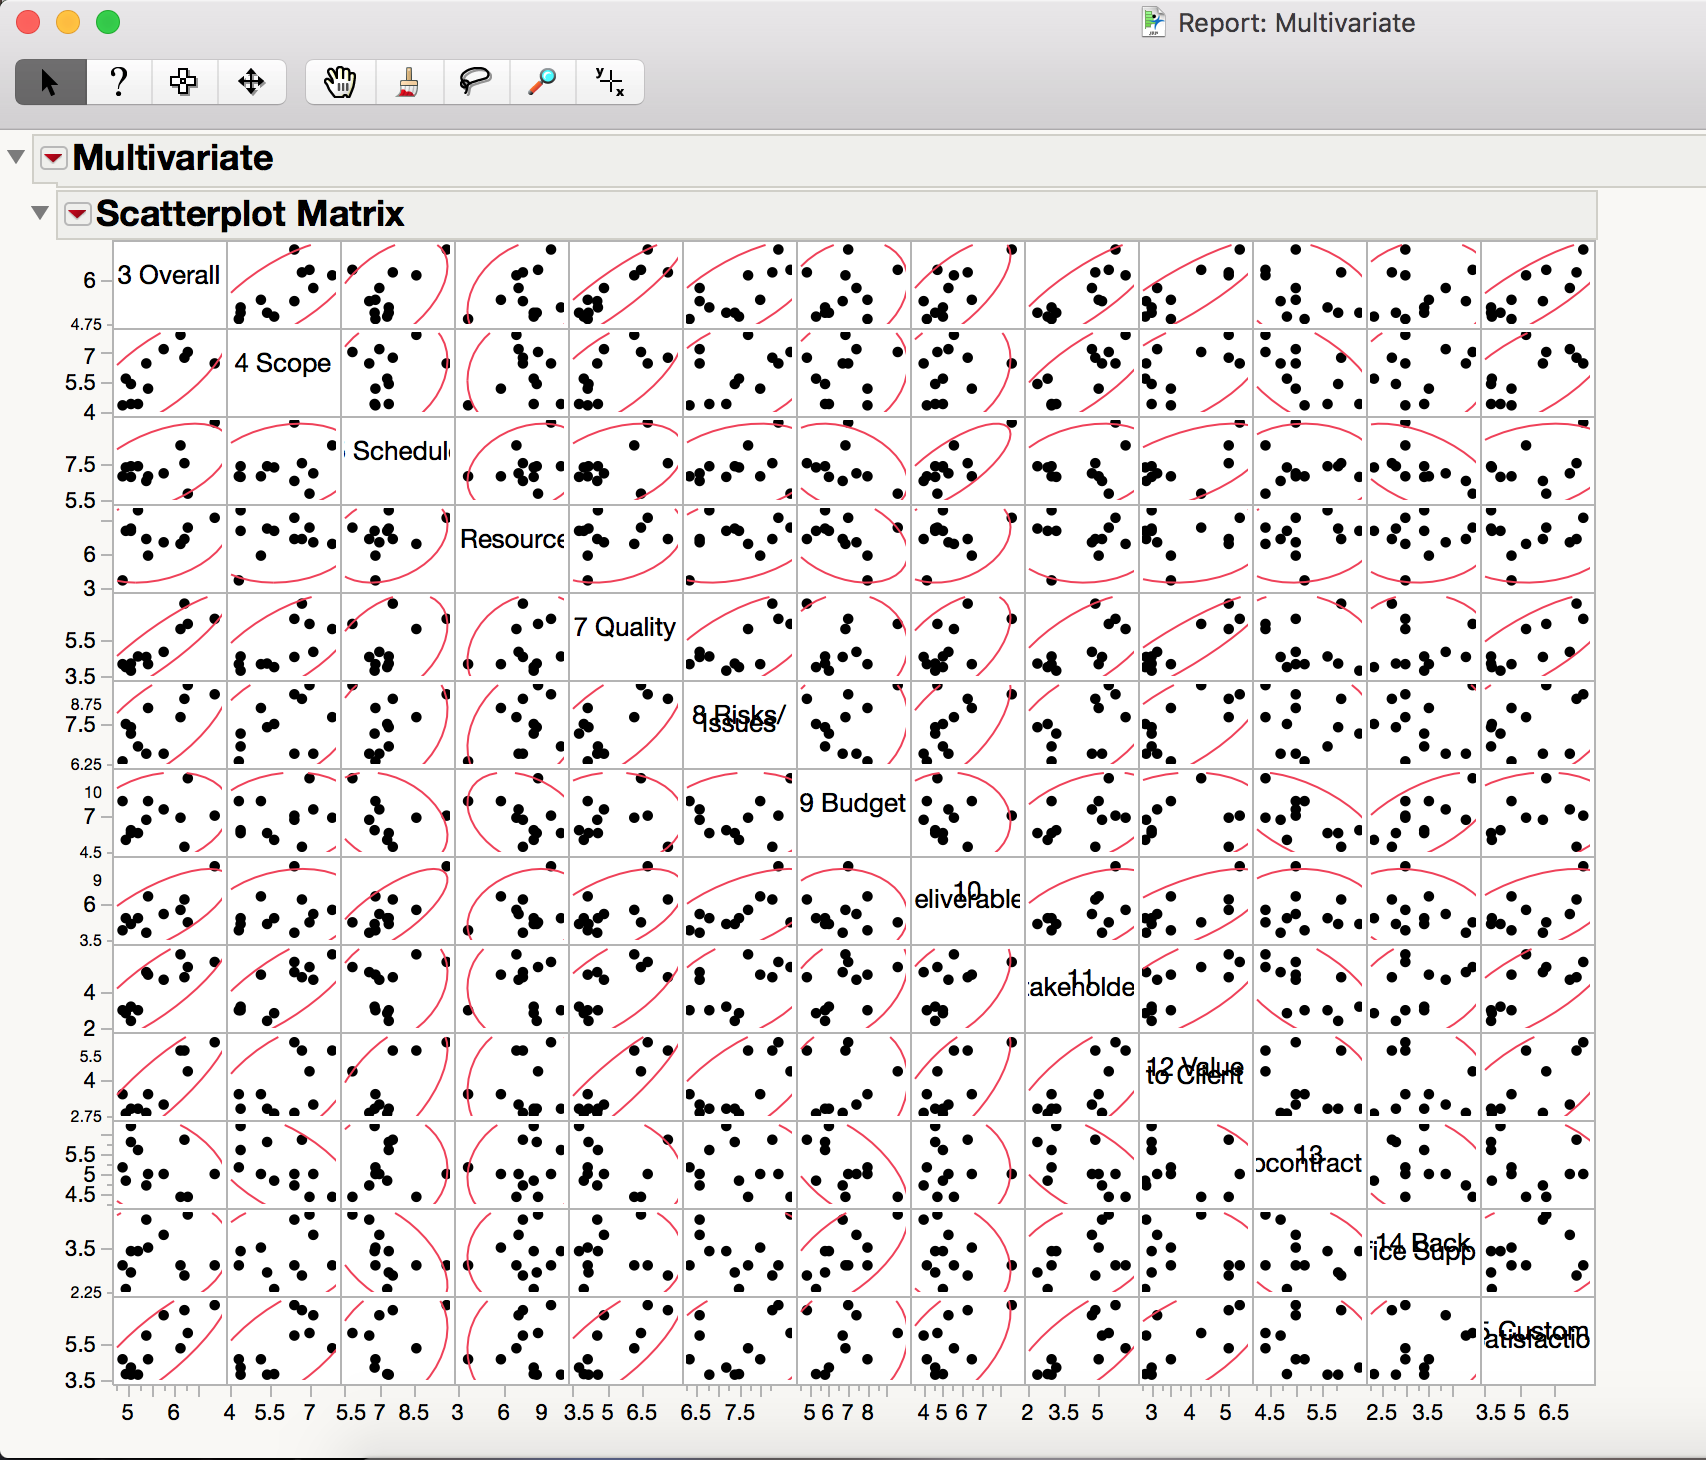 Report: Multivariate
? y x
Multivariate
Scatterplot Matrix
3 Overall
6
4.75
4 Scope
7
5.5
4
Schedul
7.5
5.5
Resource
6
3
7 Quality
5.5
3.5
8 Risks/
Issues
8.75
7.5
6.25
9 Budget
10
7
4.5
10
eliverable
9
6
3.5
11
akeholde
4
2
12 Value
to Client
5.5
4
2.75
13
ocontract
5.5
5
4.5
14 Back
ice Supp
3.5
2.25
Custom
atisfactio
5.5
3.5
5 6 4 5.5 7 5.5 7 8.5 3 6 9 3.5 5 6.5 6.5 7.5 5 6 7 8 4 5 6 7 2 3.5 5 3 4 5 4.5 5.5 2.5 3.5 3.5 5 6.5